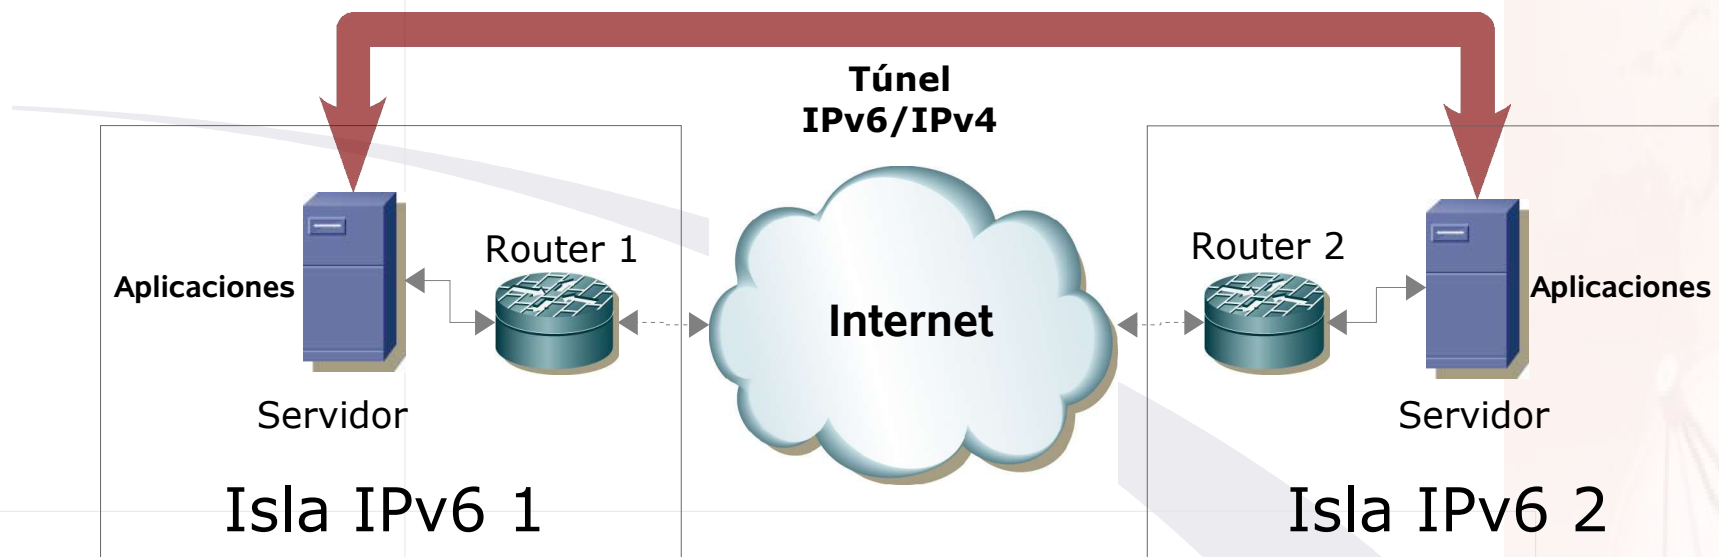 Túnel
IPv6/IPv4
Router 1
Router 2
Aplicaciones
Internet
Aplicaciones
Servidor
Servidor
Isla IPv6 1
Isla IPv6 2